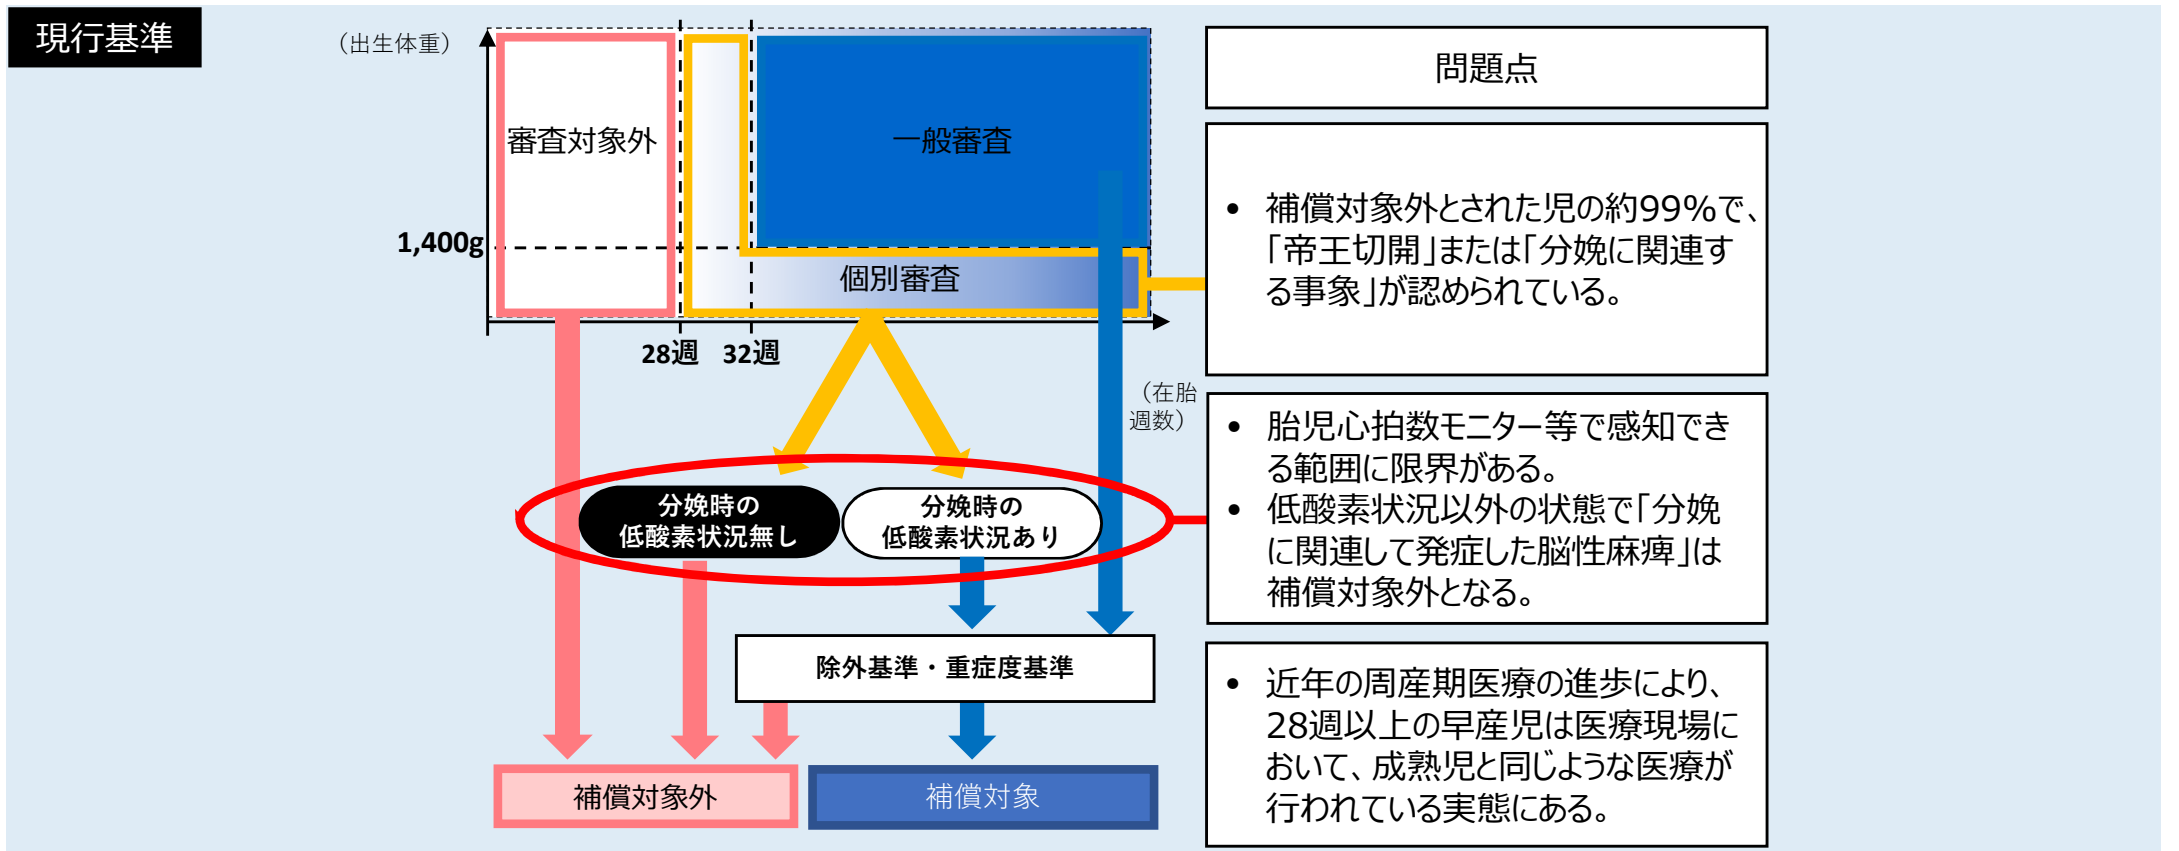 現行基準
（出生体重）
審査対象外
一般審査
1,400g
個別審査
28週
32週
（在胎
週数）
分娩時の
低酸素状況無し
分娩時の
低酸素状況あり
除外基準・重症度基準
補償対象外
補償対象
問題点
• 補償対象外とされた児の約99%で、
「帝王切開」または「分娩に関連す
る事象」が認められている。
• 胎児心拍数モニター等で感知でき
る範囲に限界がある。
• 低酸素状況以外の状態で「分娩
に関連して発症した脳性麻痺」は
補償対象外となる。
• 近年の周産期医療の進歩により、
28週以上の早産児は医療現場に
おいて、成熟児と同じような医療が
行われている実態にある。